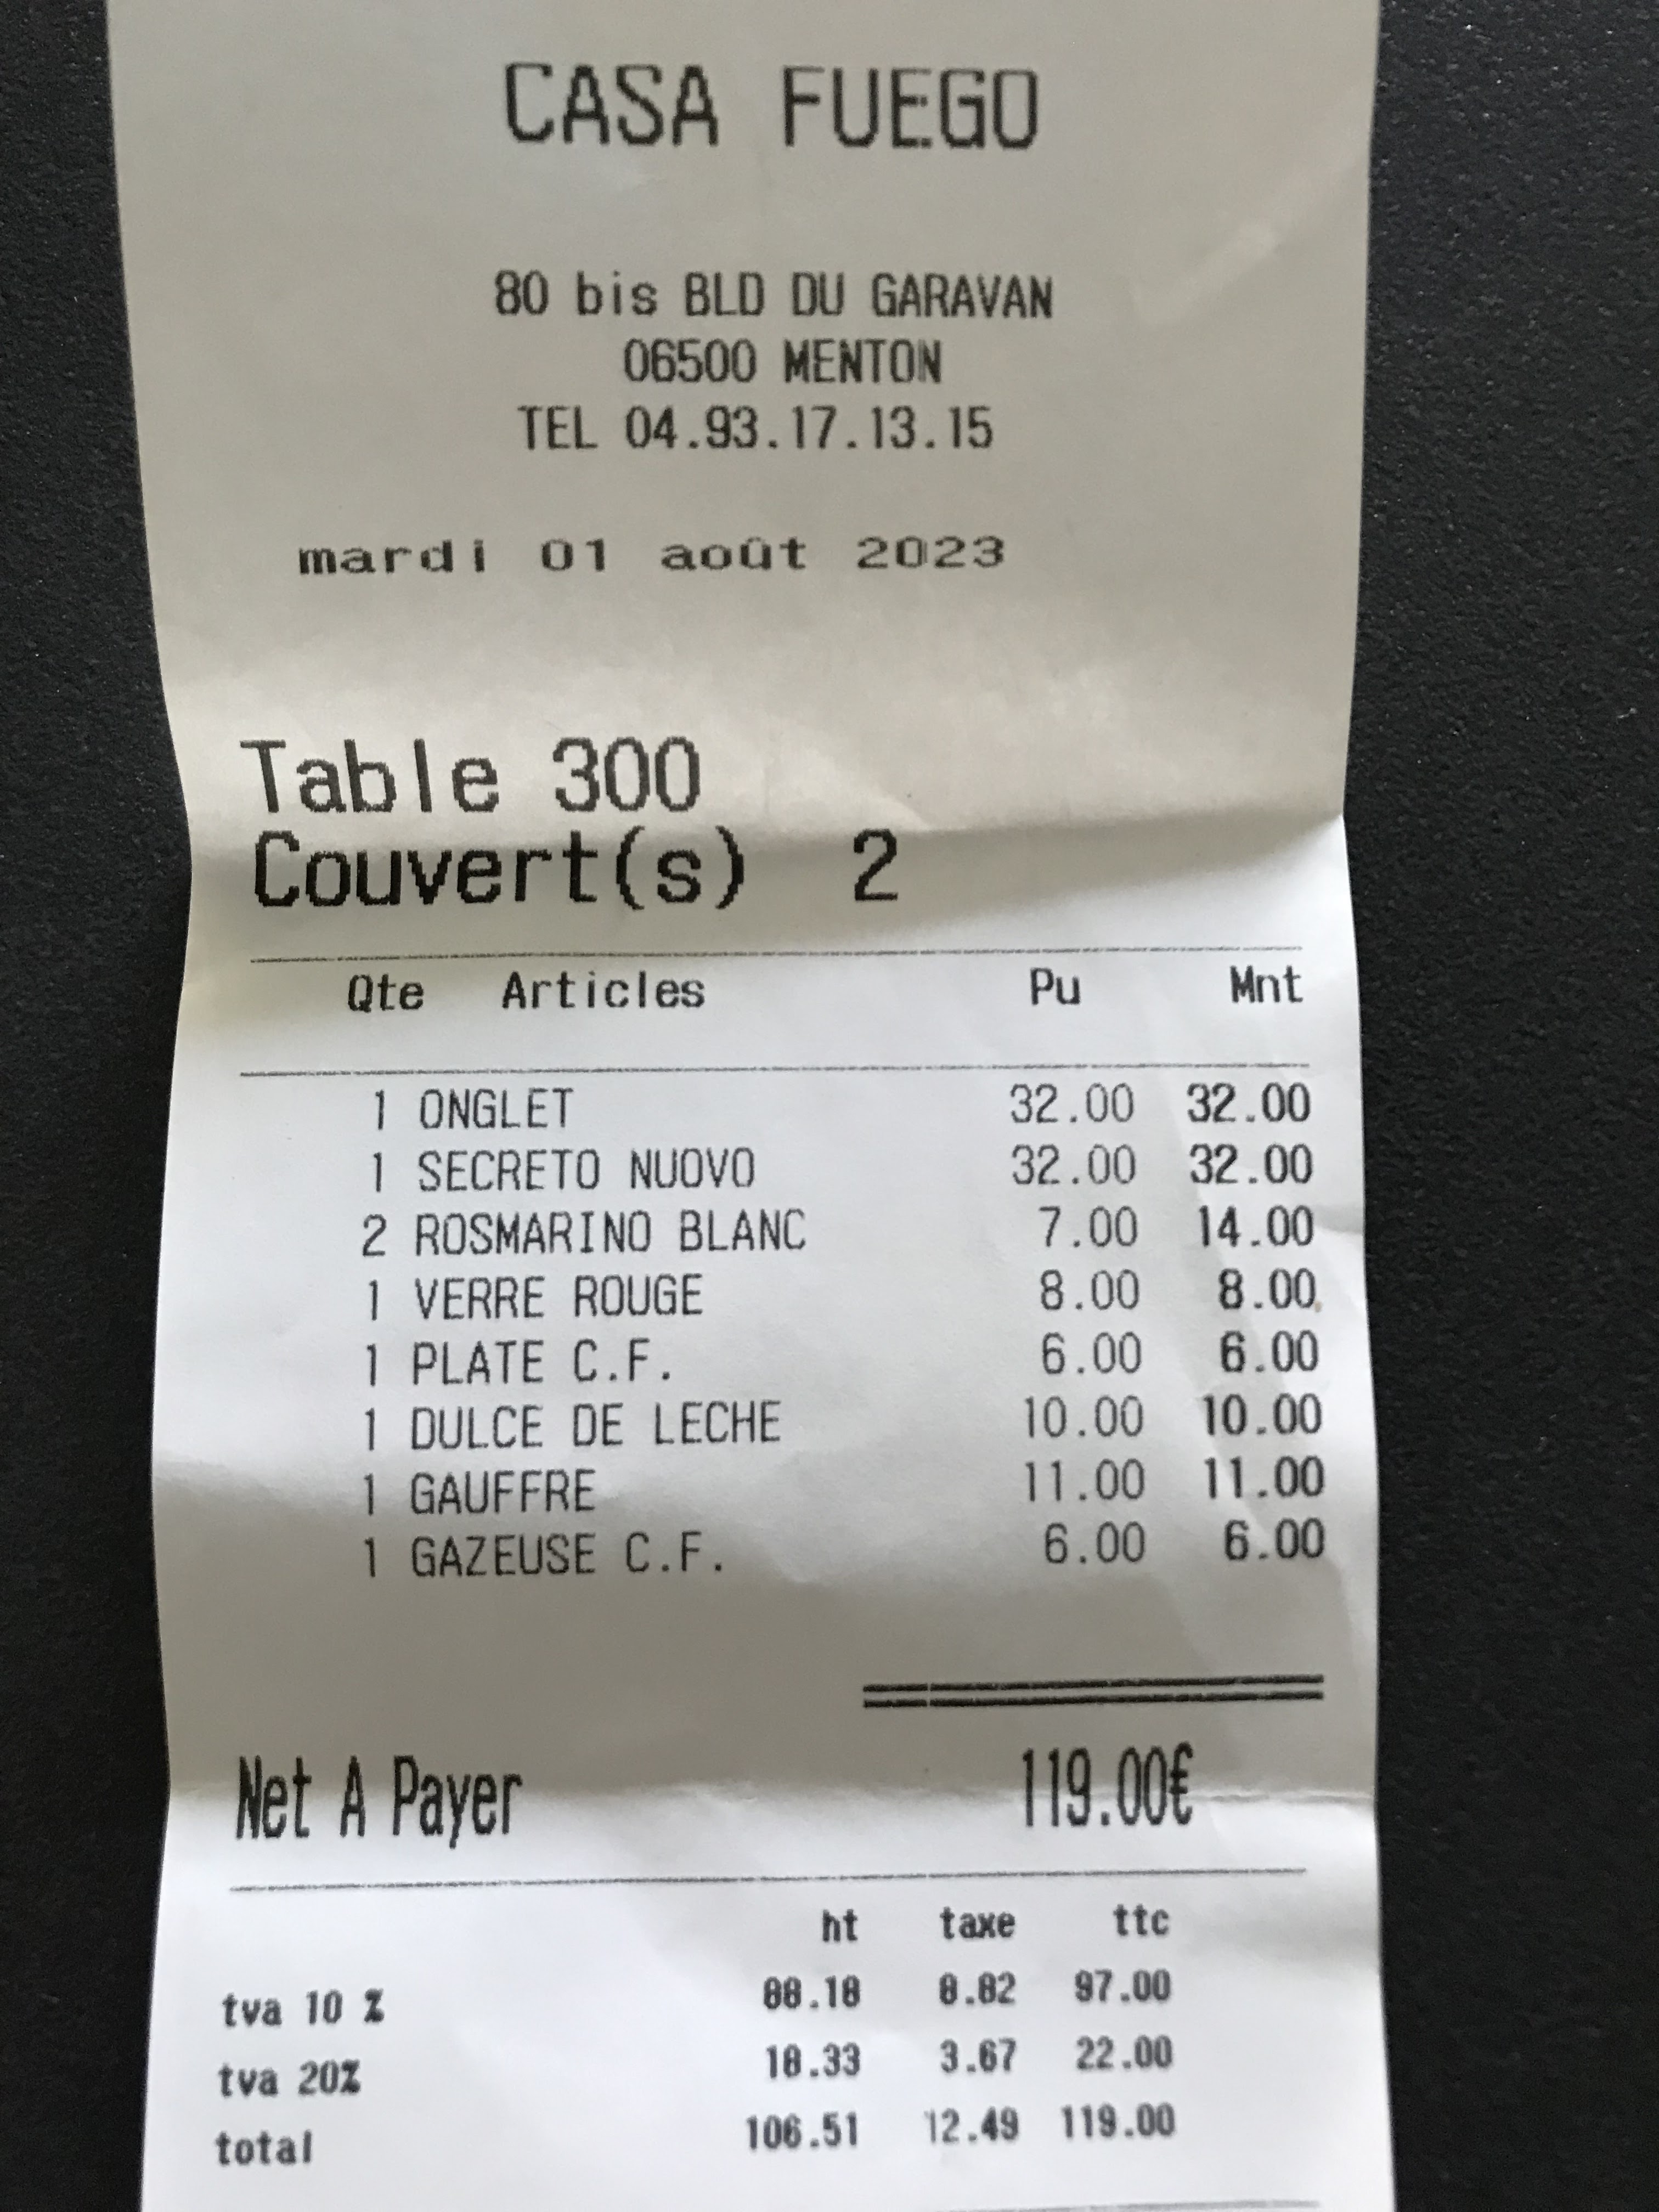 CASA FUEGO
80 bis BLD DU GARAVAN
06500 MENTON
TEL 04.93.17.13.15
mardi 01 août 2023
Table 300
Couvert(s) 2
Qte Articles Pu Mnt
1 ONGLET 32.00 32.00
1 SECRETO NUOVO 32.00 32.00
2 ROSMARINO BLANC 7.00 14.00
1 VERRE ROUGE 8.00 8.00
1 PLATE C.F. 6.00 6.00
1 DULCE DE LECHE 10.00 10.00
1 GAUFFRE 11.00 11.00
1 GAZEUSE C.F. 6.00 6.00
Net A Payer 119.00€
ht taxe ttc
tva 10 % 88.18 8.82 97.00
tva 20% 18.33 3.67 22.00
total 106.51 12.49 119.00